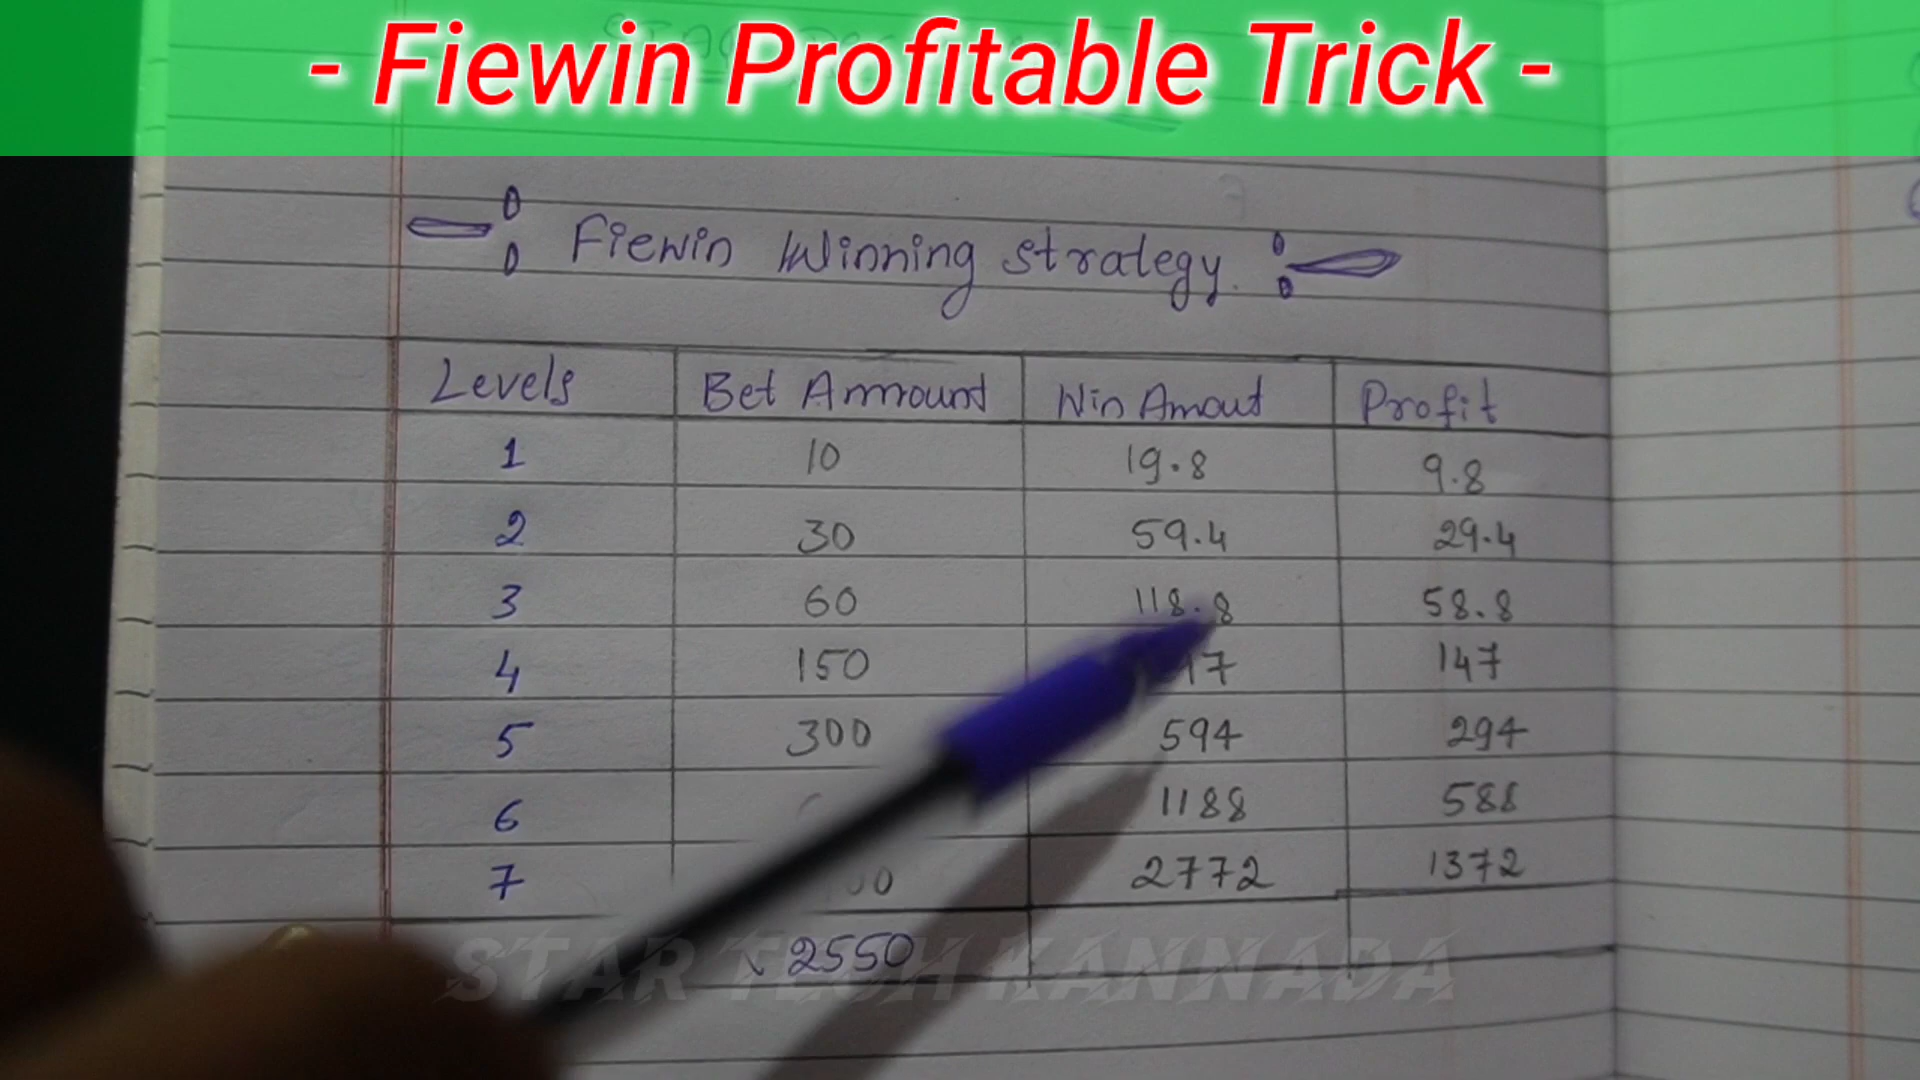 - Fiewin Profitable Trick -
Fiewin Winning strategy.
Levels Bet Ammount Win Amout Profit
1 10 19.8 9.8
2 30 59.4 29.4
3 60 118.8 58.8
4 150 147
5 300 594 294
6 1188 588
7 2772 1372
2550
STAR TECH KANNADA